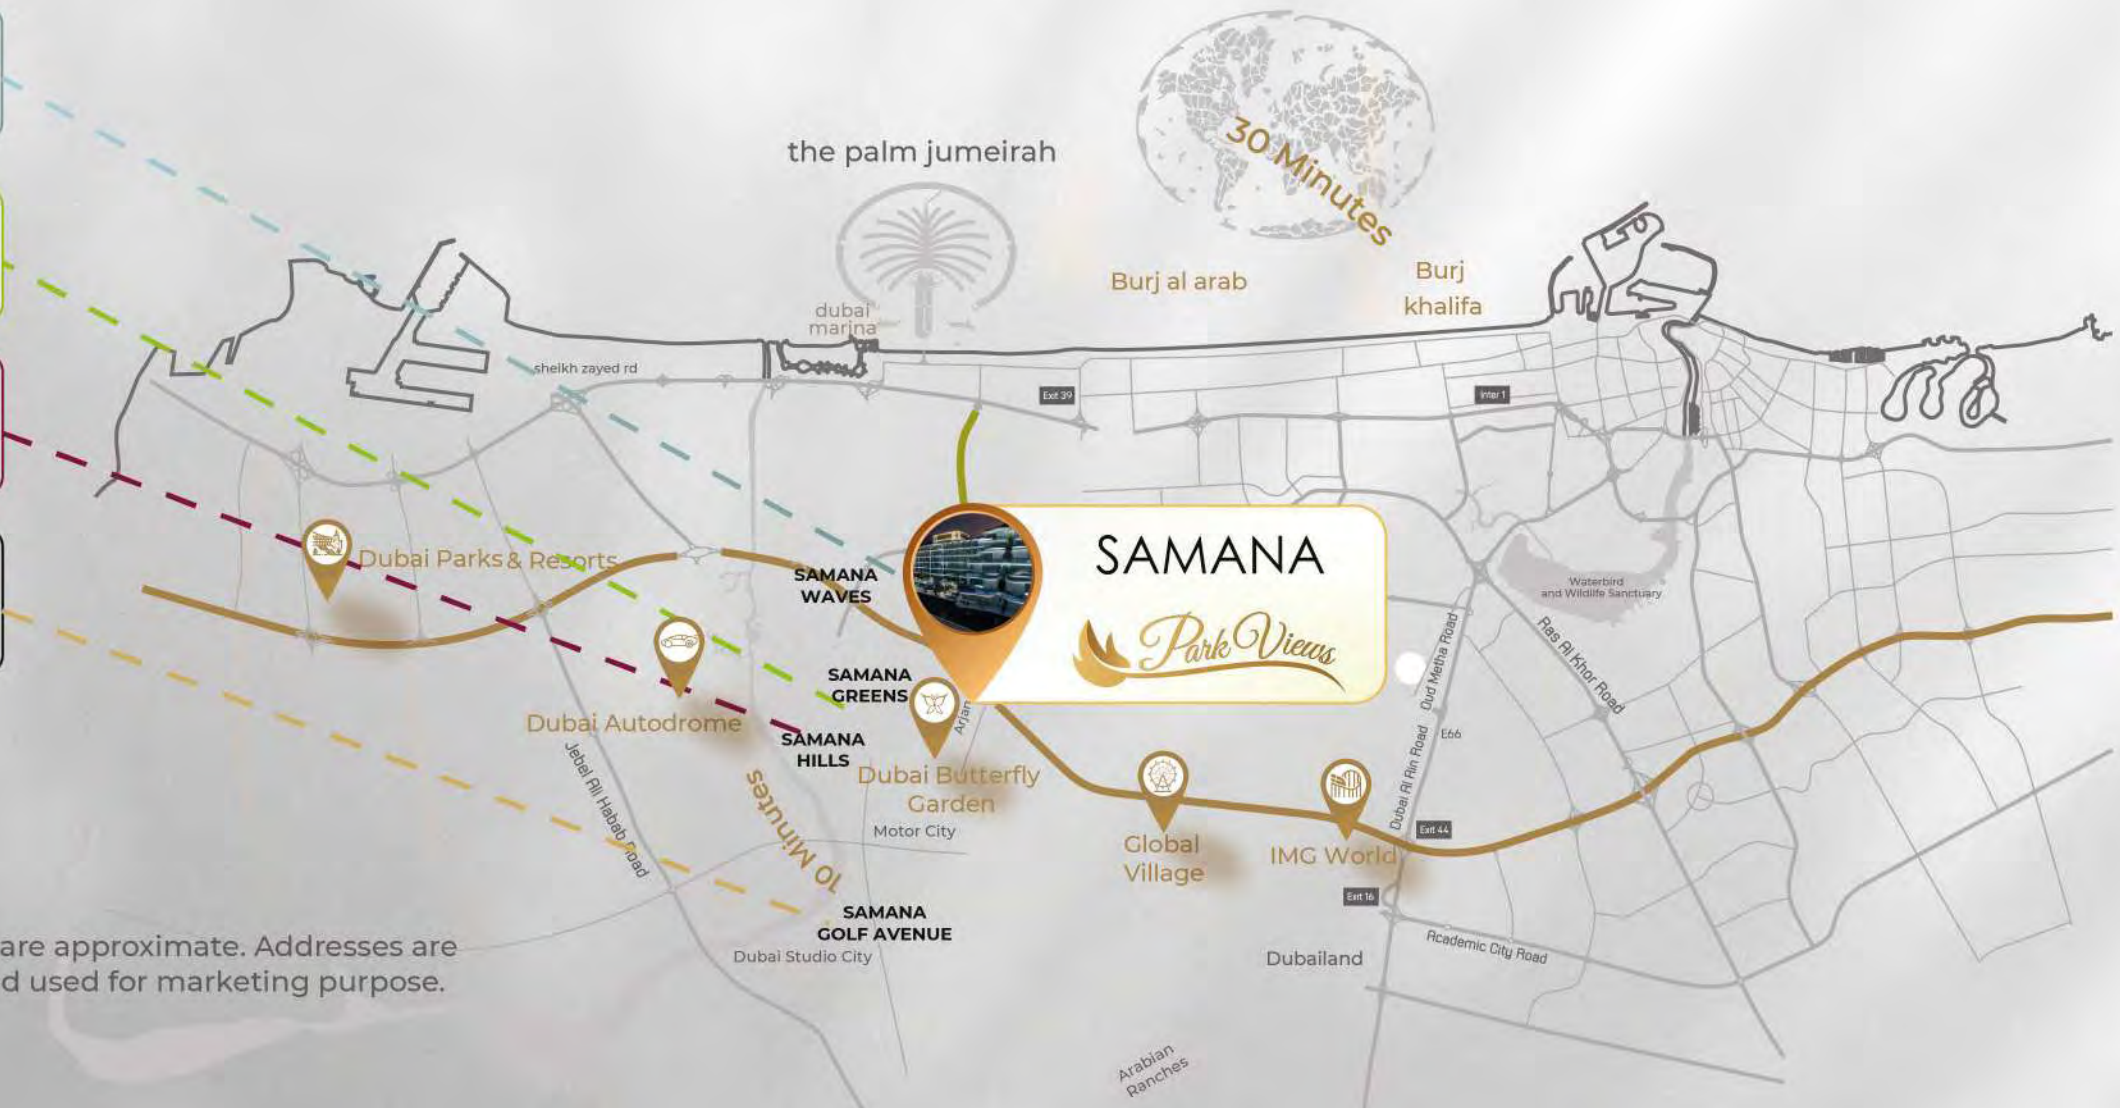 30 Minutes
the palm jumeirah
Burj al arab
Burj
khalifa
dubai
marina
sheikh zayed rd
Exit 39
Inter 1
SAMANA
Park Views
Dubai Parks & Resorts
SAMANA
WAVES
Waterbird
and Wildlife Sanctuary
Oud Metha Road
Ras Al Khor Road
SAMANA
GREENS
Arjan
Dubai Autodrome
E66
SAMANA
HILLS
Dubai Butterfly
Garden
Jebel Ali Habab Road
10 Minutes
Dubai Al Ain Road
Motor City
Exit 44
Global
Village
IMG World
Exit 16
SAMANA
GOLF AVENUE
Dubai Studio City
Academic City Road
Dubailand
are approximate. Addresses are
d used for marketing purpose.
Arabian
Ranches